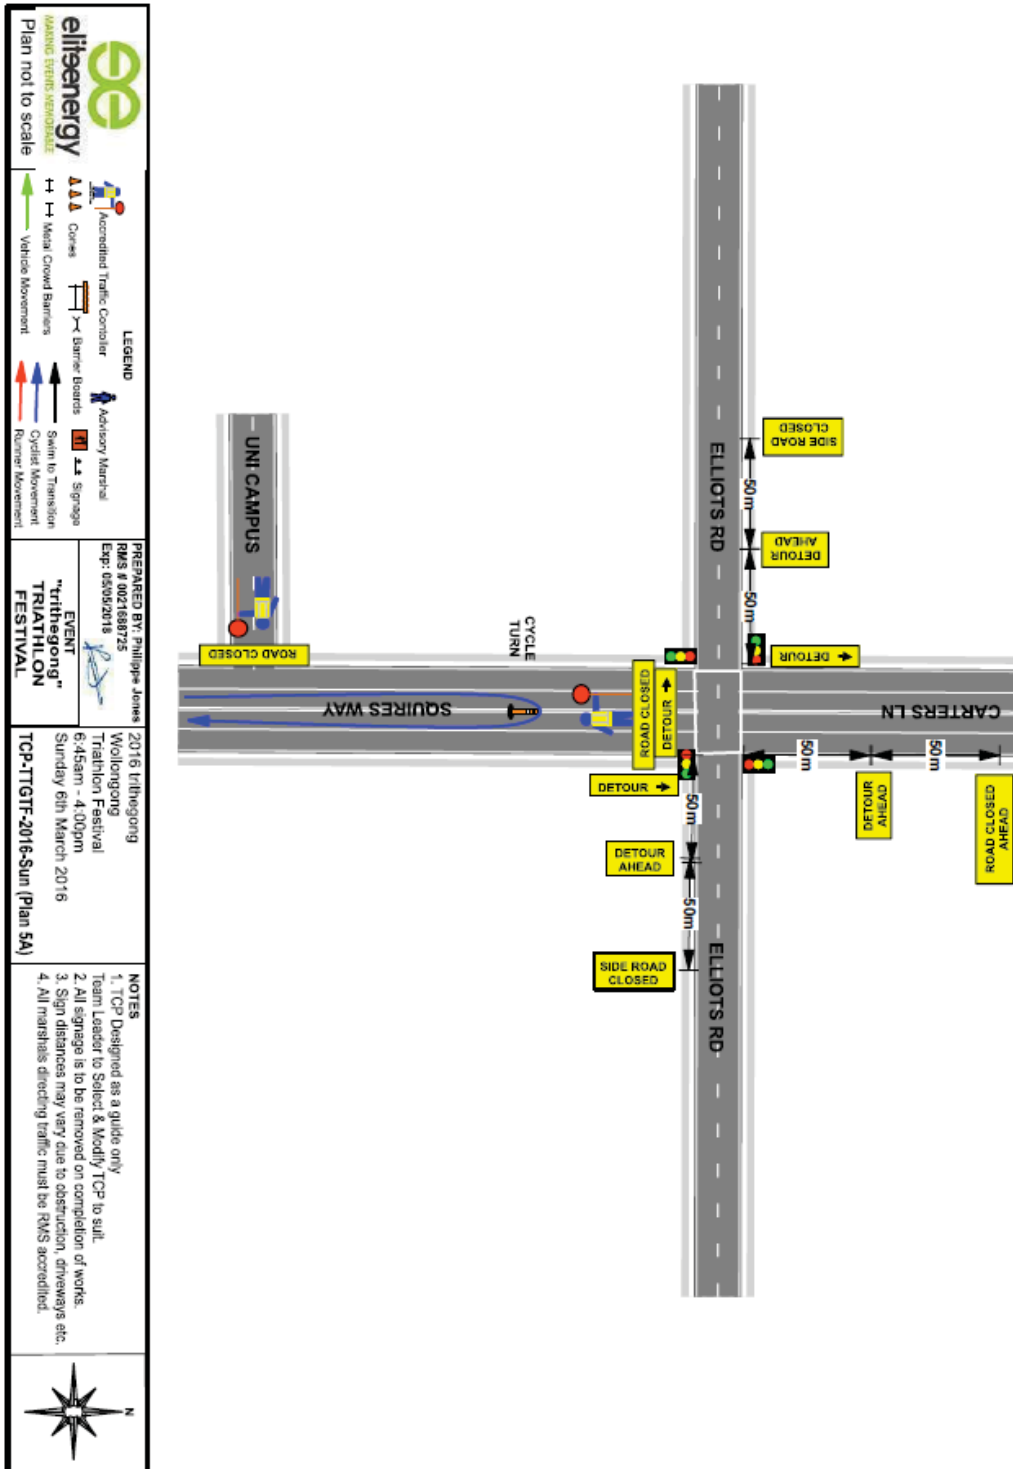 elitsenergy
MAKING EVENTS MEMORABLE
Plan not to scale
LEGEND
Accredited Traffic Contoller
Advisory Marshal
Cones
Barrier Boards
Signage
Metal Crowd Barriers
Swim to Transition
Cyclist Movement
Vehicle Movement
Runner Movement
PREPARED BY: Philippe Jones
RMS # 0021688725
Exp: 05/05/2018
EVENT
"trithegong"
TRIATHLON
FESTIVAL
2016 trithegong
Wollongong
Triathlon Festival
6:45am - 4:00pm
Sunday 6th March 2016
TCP-TTGTF-2016-Sun (Plan 5A)
NOTES
1. TCP Designed as a guide only
Team Leader to Select & Modify TCP to suit.
2. All signage is to be removed on completion of works.
3. Sign distances may vary due to obstruction, driveways etc.
4. All marshals directing traffic must be RMS accredited.
N
UNI CAMPUS
ROAD CLOSED
SQUIRES WAY
CYCLE
TURN
ROAD CLOSED
DETOUR
ELLIOTS RD
SIDE ROAD
CLOSED
50m
DETOUR
AHEAD
50m
DETOUR
CARTERS LN
50m
50m
DETOUR
AHEAD
ROAD CLOSED
AHEAD
DETOUR
50m
DETOUR
AHEAD
50m
SIDE ROAD
CLOSED
ELLIOTS RD